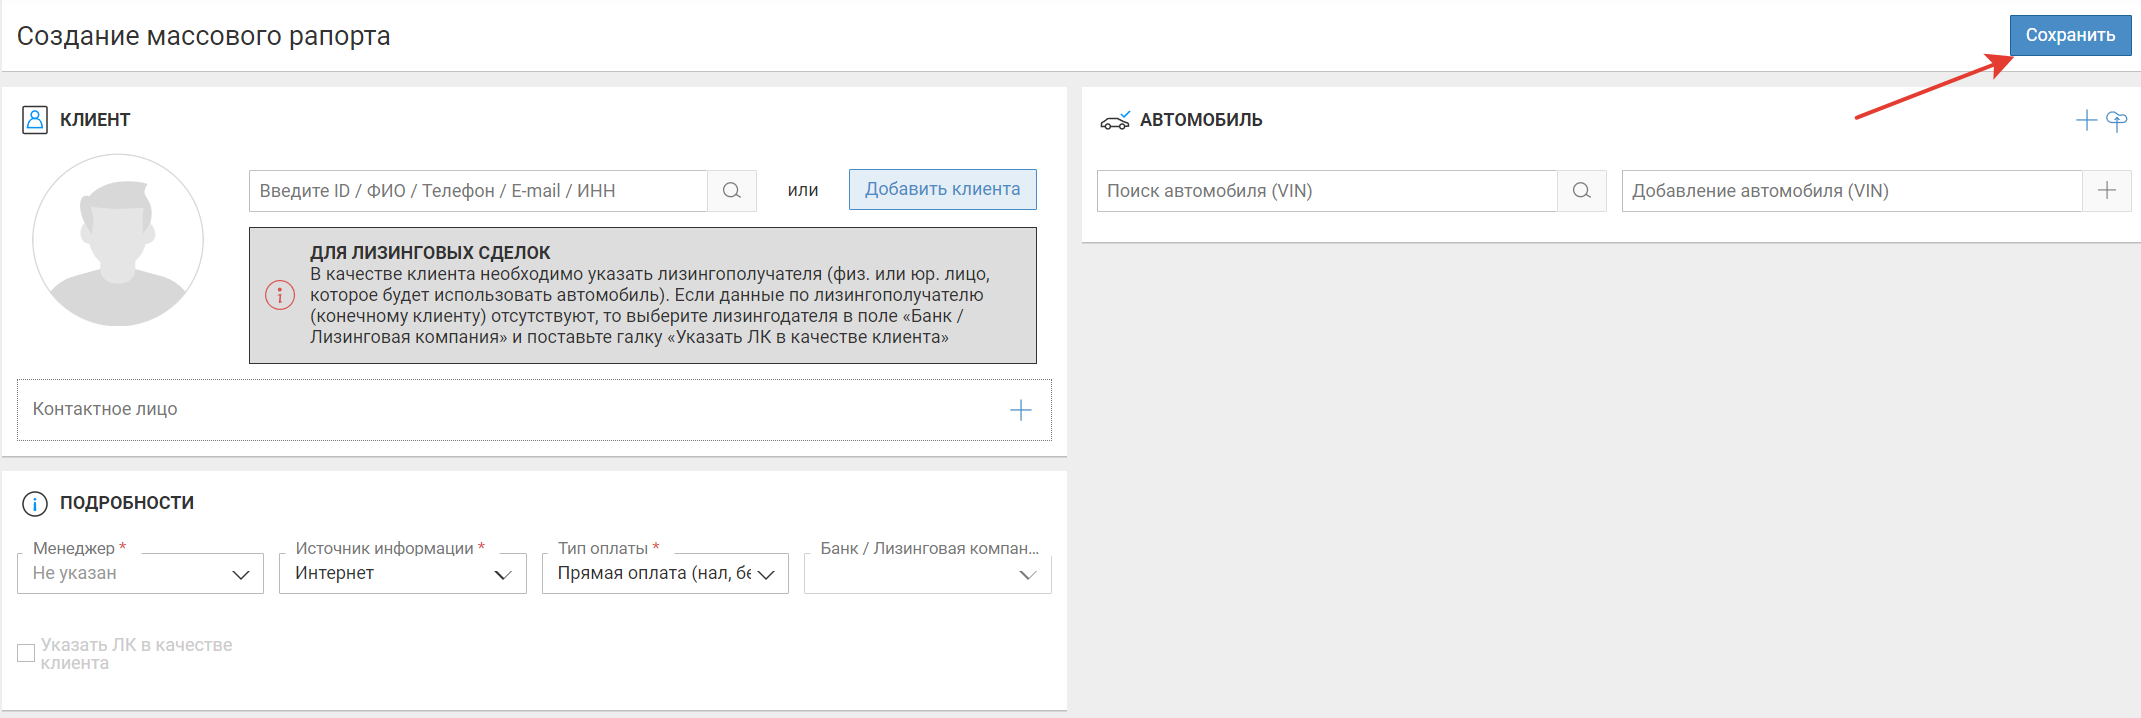 Создание массового рапорта
Сохранить
КЛИЕНТ
Введите ID / ФИО / Телефон / E-mail / ИНН
или
Добавить клиента
ДЛЯ ЛИЗИНГОВЫХ СДЕЛОК
В качестве клиента необходимо указать лизингополучателя (физ. или юр. лицо,
которое будет использовать автомобиль). Если данные по лизингополучателю
(конечному клиенту) отсутствуют, то выберите лизингодателя в поле «Банк /
Лизинговая компания» и поставьте галку «Указать ЛК в качестве клиента»
Контактное лицо
АВТОМОБИЛЬ
Поиск автомобиля (VIN)
Добавление автомобиля (VIN)
ПОДРОБНОСТИ
Менеджер *
Не указан
Источник информации *
Интернет
Тип оплаты *
Прямая оплата (нал, бе
Банк / Лизинговая компан...
Указать ЛК в качестве
клиента